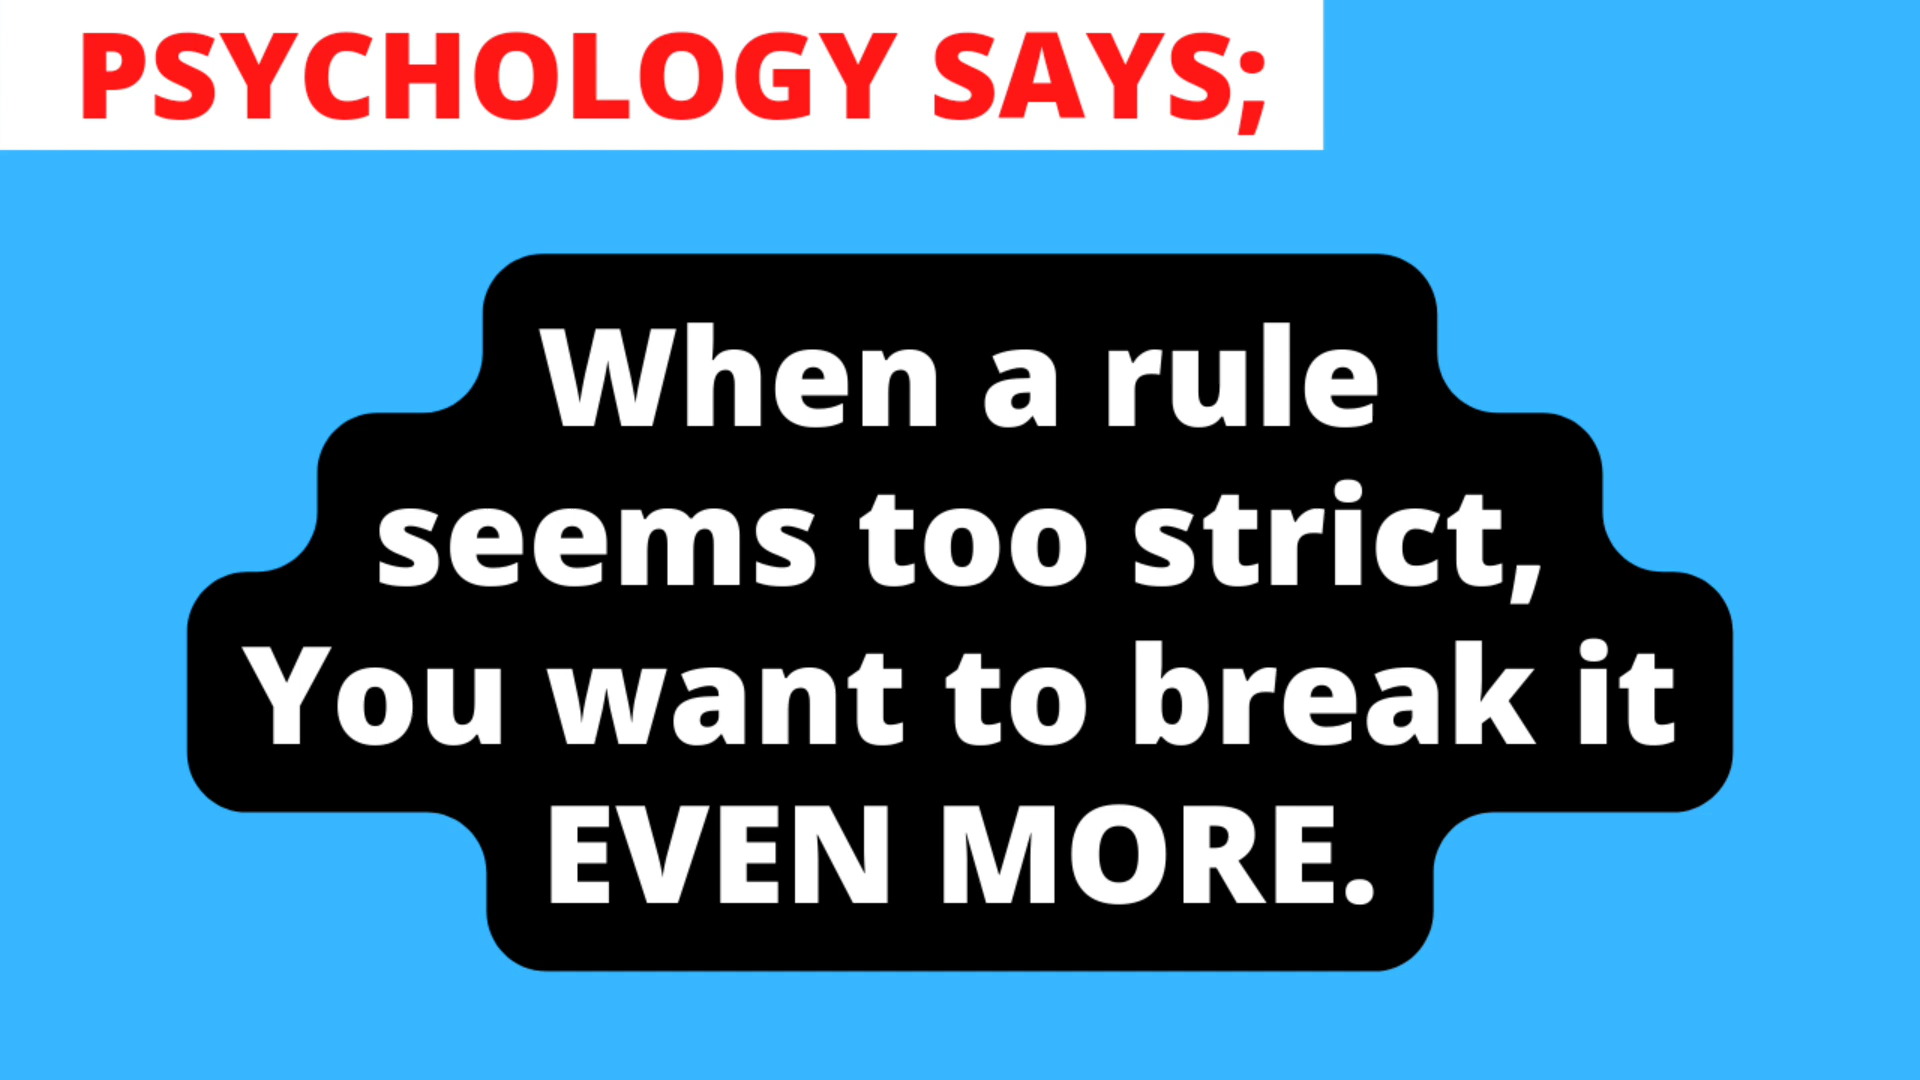 PSYCHOLOGY SAYS;
When a rule
seems too strict,
You want to break it
EVEN MORE.